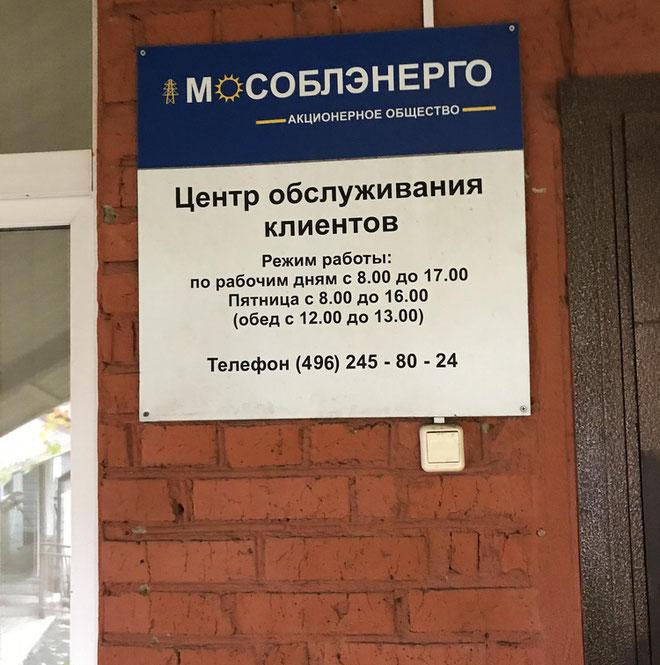 МОСОБЛЭНЕРГО
АКЦИОНЕРНОЕ ОБЩЕСТВО
Центр обслуживания
клиентов
Режим работы:
по рабочим дням с 8.00 до 17.00
Пятница с 8.00 до 16.00
(обед с 12.00 до 13.00)
Телефон (496) 245 - 80 - 24